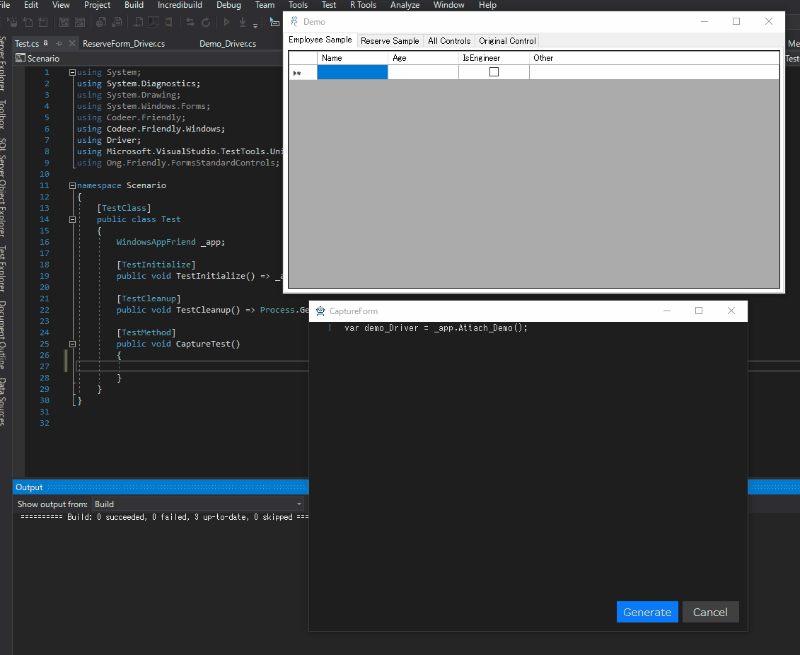 File Edit View Project Build Incredibuild Debug Team Tools Test R Tools Analyze Window Help
Test.cs ReserveForm_Driver.cs Demo_Driver.cs
Scenario
Server Explorer
Toolbox
SQL Server Object Explorer
Test Explorer
Document Outline
Data Sources
1 using System;
2 using System.Diagnostics;
3 using System.Drawing;
4 using System.Windows.Forms;
5 using Codeer.Friendly;
6 using Codeer.Friendly.Windows;
7 using Driver;
8 using Microsoft.VisualStudio.TestTools.Uni
9 using Ong.Friendly.FormsStandardControls;
10
11 namespace Scenario
12 {
13 [TestClass]
14 public class Test
15 {
16 WindowsAppFriend _app;
17
18 [TestInitialize]
19 public void TestInitialize() => _a
20
21 [TestCleanup]
22 public void TestCleanup() => Process.Ge
23
24 [TestMethod]
25 public void CaptureTest()
26 {
27
28 }
29 }
30 }
31
32
Demo
Employee Sample Reserve Sample All Controls Original Control
Name Age IsEngineer Other
Me
Test
CaptureForm
1 var demo_Driver = _app.Attach_Demo();
Generate Cancel
Output
Show output from: Build
========== Build: 0 succeeded, 0 failed, 3 up-to-date, 0 skipped ===